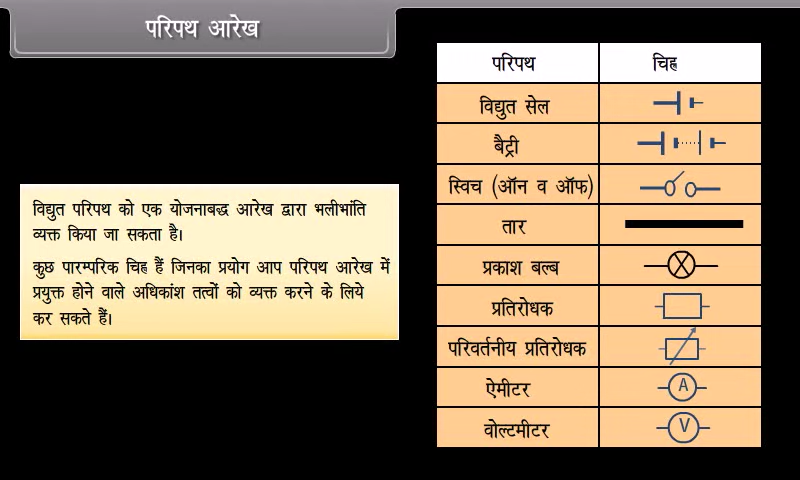 परिपथ आरेख
विद्युत परिपथ को एक योजनाबद्ध आरेख द्वारा भलीभांति
व्यक्त किया जा सकता है।
कुछ पारम्परिक चिह्न हैं जिनका प्रयोग आप परिपथ आरेख में
प्रयुक्त होने वाले अधिकांश तत्वों को व्यक्त करने के लिये
कर सकते हैं।
परिपथ चिह्न
विद्युत सेल
बैट्री
स्विच (ऑन व ऑफ)
तार
प्रकाश बल्ब
प्रतिरोधक
परिवर्तनीय प्रतिरोधक
ऐमीटर A
वोल्टमीटर V